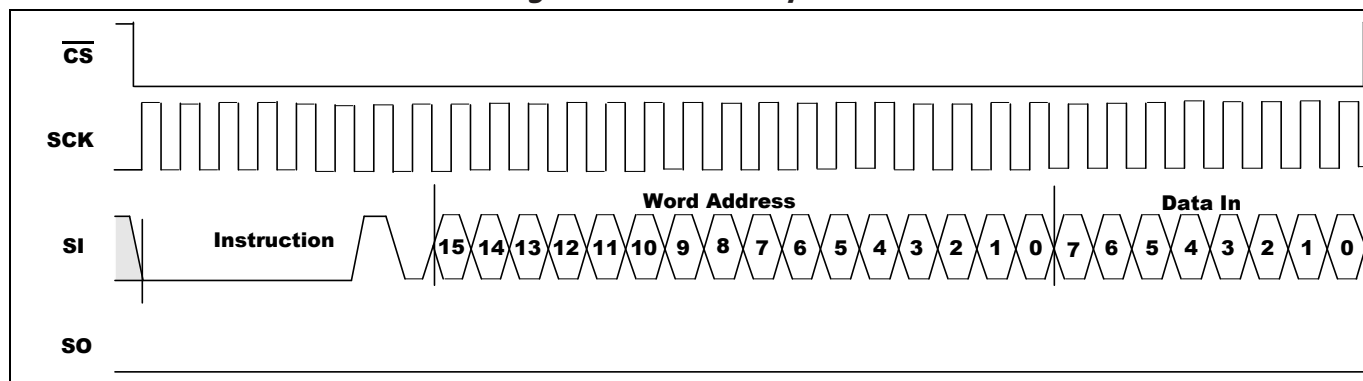 CS
SCK
Word Address Data In
SI Instruction 15 14 13 12 11 10 9 8 7 6 5 4 3 2 1 0 7 6 5 4 3 2 1 0
SO